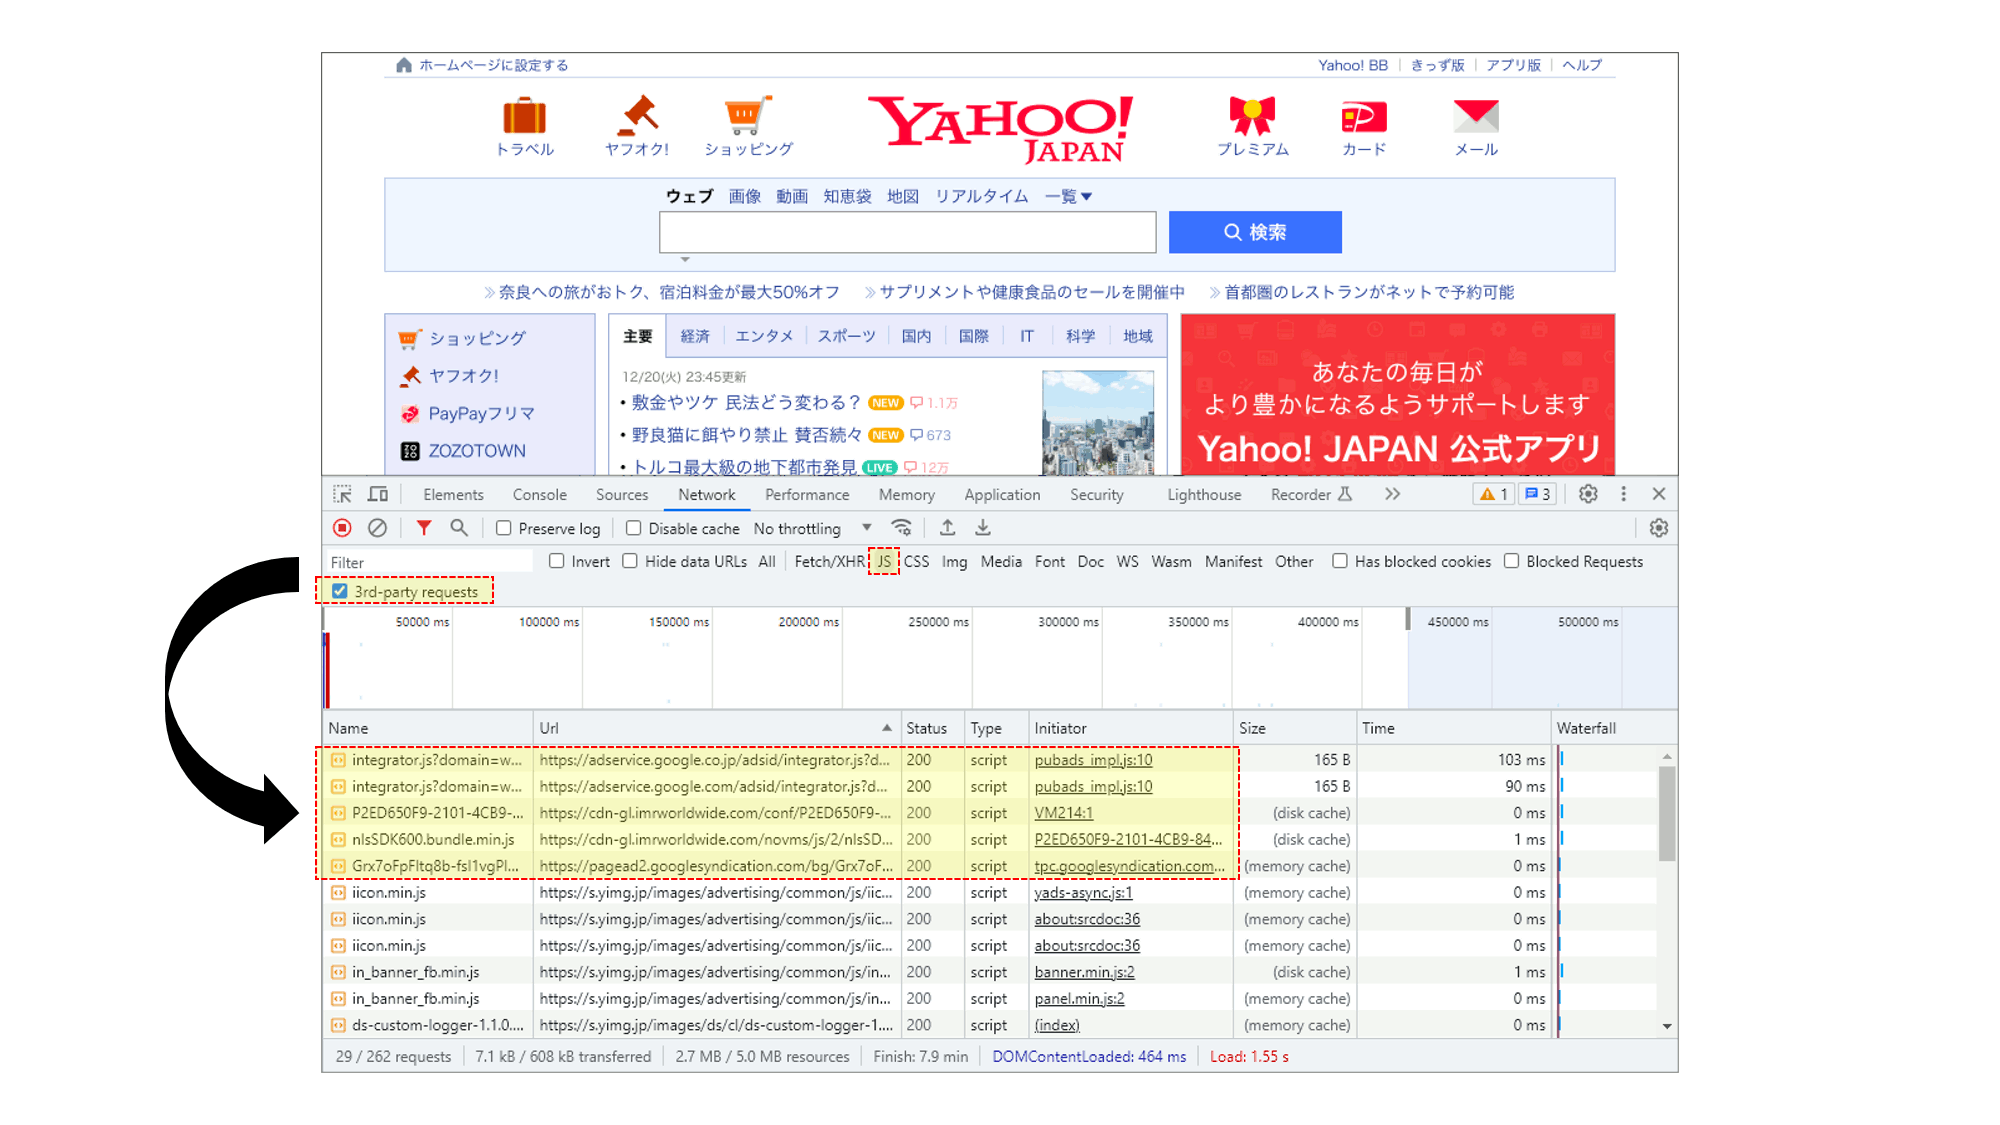 ホームページに設定する
Yahoo! BB きっず版 アプリ版 ヘルプ
トラベル ヤフオク! ショッピング YAHOO! JAPAN プレミアム カード メール
ウェブ 画像 動画 知恵袋 地図 リアルタイム 一覧▼
検索
奈良への旅がおトク、宿泊料金が最大50%オフ サプリメントや健康食品のセールを開催中 首都圏のレストランがネットで予約可能
ショッピング
ヤフオク!
PayPayフリマ
ZOZOTOWN
主要 経済 エンタメ スポーツ 国内 国際 IT 科学 地域
12/20(火) 23:45更新
・敷金やツケ 民法どう変わる? NEW 1.1万
・野良猫に餌やり禁止 賛否続々 NEW 673
・トルコ最大級の地下都市発見 LIVE 12万
あなたの毎日が
より豊かになるようサポートします
Yahoo! JAPAN 公式アプリ
Elements Console Sources Network Performance Memory Application Security Lighthouse Recorder 1 3
Preserve log Disable cache No throttling
Filter Invert Hide data URLs All Fetch/XHR JS CSS Img Media Font Doc WS Wasm Manifest Other Has blocked cookies Blocked Requests
3rd-party requests
50000 ms 100000 ms 150000 ms 200000 ms 250000 ms 300000 ms 350000 ms 400000 ms 450000 ms 500000 ms
Name Url Status Type Initiator Size Time Waterfall
integrator.js?domain=w... https://adservice.google.co.jp/adsid/integrator.js?d... 200 script pubads_impl.js:10 165 B 103 ms
integrator.js?domain=w... https://adservice.google.com/adsid/integrator.js?d... 200 script pubads_impl.js:10 165 B 90 ms
P2ED650F9-2101-4CB9-... https://cdn-gl.imrworldwide.com/conf/P2ED650F9-... 200 script VM214:1 (disk cache) 0 ms
nlsSDK600.bundle.min.js https://cdn-gl.imrworldwide.com/novms/js/2/nlsSD... 200 script P2ED650F9-2101-4CB9-84... (disk cache) 1 ms
Grx7oFpFltq8b-fsI1vgPl... https://pagead2.googlesyndication.com/bg/Grx7oF... 200 script tpc.googlesyndication.com... (memory cache) 0 ms
iicon.min.js https://s.yimg.jp/images/advertising/common/js/iic... 200 script yads-async.js:1 (memory cache) 0 ms
iicon.min.js https://s.yimg.jp/images/advertising/common/js/iic... 200 script about:srcdoc:36 (memory cache) 0 ms
iicon.min.js https://s.yimg.jp/images/advertising/common/js/iic... 200 script about:srcdoc:36 (memory cache) 0 ms
in_banner_fb.min.js https://s.yimg.jp/images/advertising/common/js/in... 200 script banner.min.js:2 (disk cache) 1 ms
in_banner_fb.min.js https://s.yimg.jp/images/advertising/common/js/in... 200 script panel.min.js:2 (memory cache) 0 ms
ds-custom-logger-1.1.0.... https://s.yimg.jp/images/ds/cl/ds-custom-logger-1.... 200 script (index) (memory cache) 0 ms
29 / 262 requests 7.1 kB / 608 kB transferred 2.7 MB / 5.0 MB resources Finish: 7.9 min DOMContentLoaded: 464 ms Load: 1.55 s